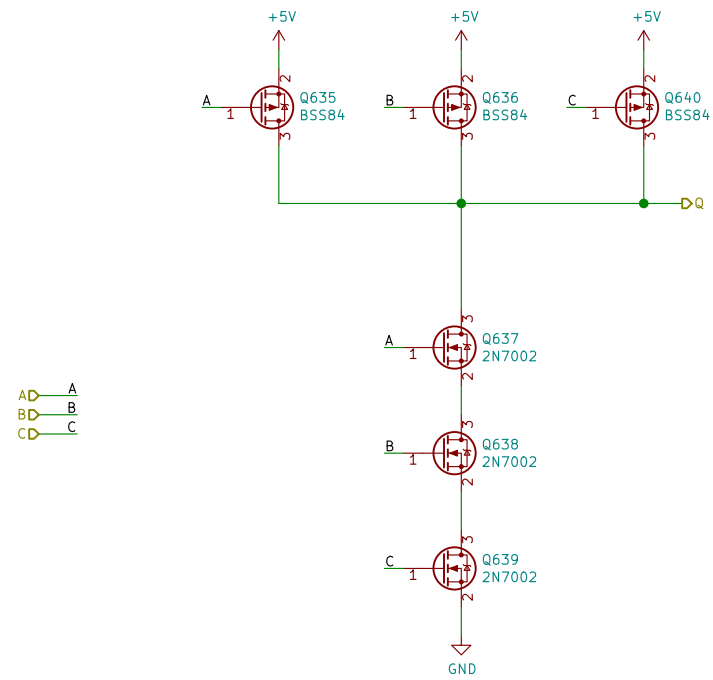 +5V +5V +5V
2 2 2
A Q635 B Q636 C Q640
1 BSS84 1 BSS84 1 BSS84
3 3 3
Q
3
A Q637
1 2N7002
2
A A
B B
C C
3
B Q638
1 2N7002
2
3
C Q639
1 2N7002
2
GND